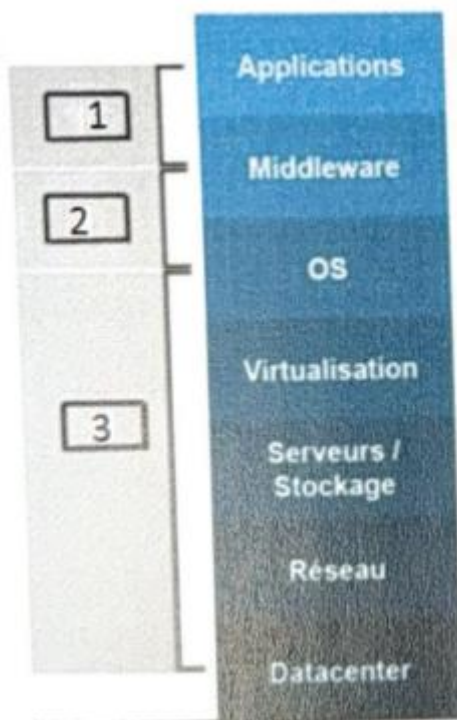 1
2
3
Applications
Middleware
OS
Virtualisation
Serveurs /
Stockage
Réseau
Datacenter